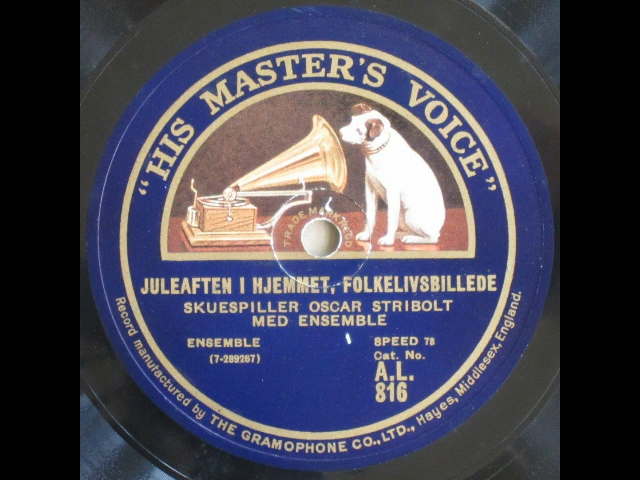 "HIS MASTER'S VOICE"
TRADE MARK REGD
JULEAFTEN I HJEMMET, FOLKELIVSBILLEDE
SKUESPILLER OSCAR STRIBOLT
MED ENSEMBLE
ENSEMBLE
(7-289267)
SPEED 78
Cat. No.
A.L.
816
Record manufactured by THE GRAMOPHONE CO., LTD., Hayes, Middlesex, England.